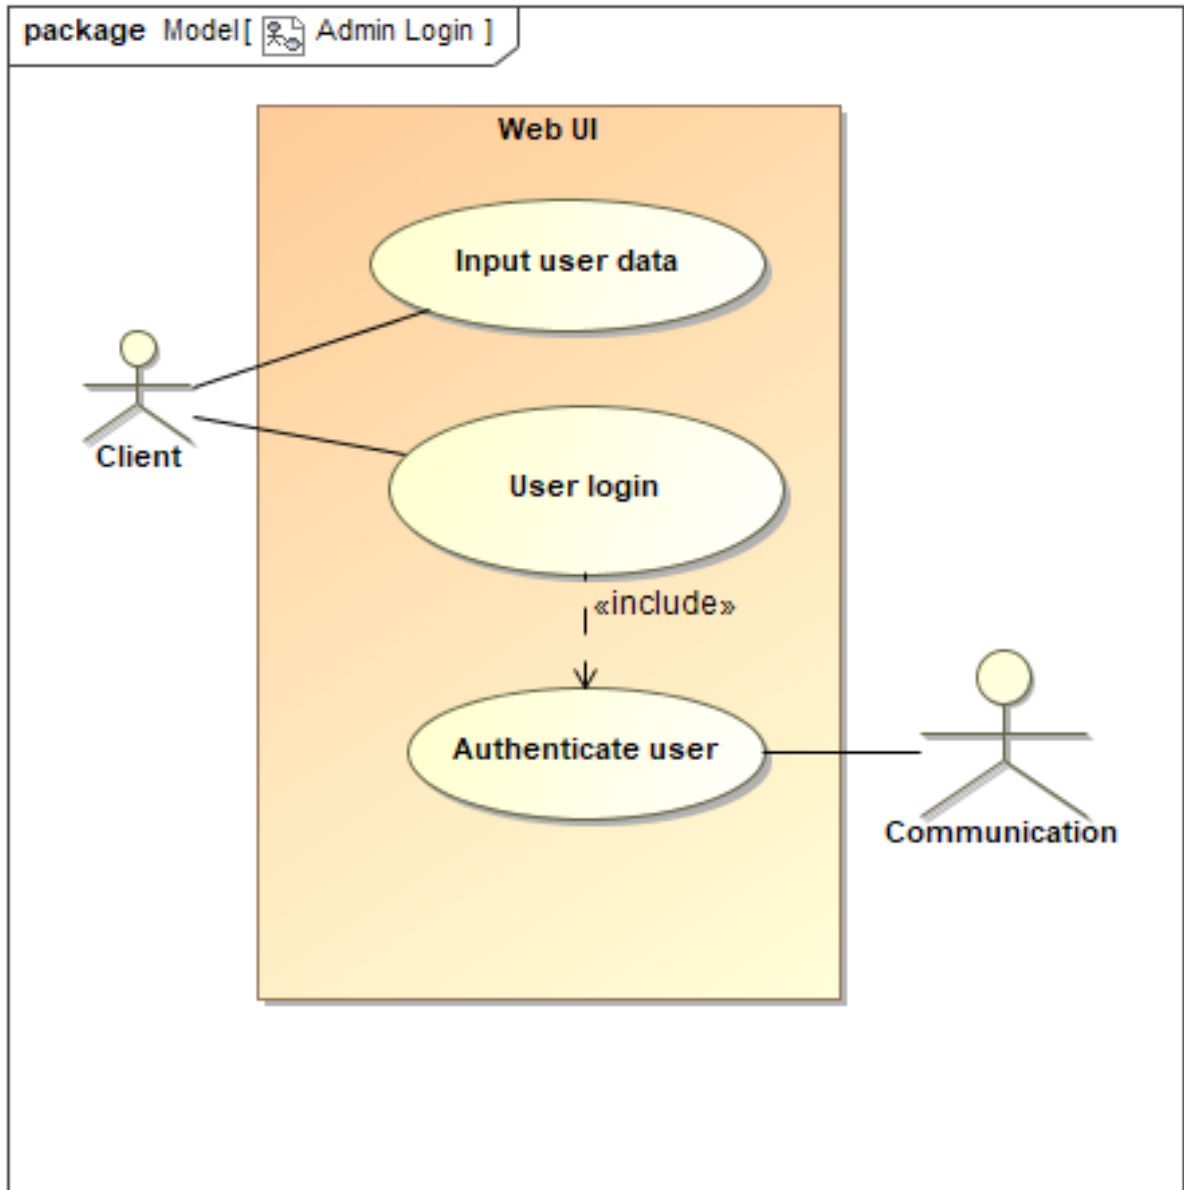 package Model[ Admin Login ]
Web UI
Input user data
Client
User login
«include»
Authenticate user
Communication